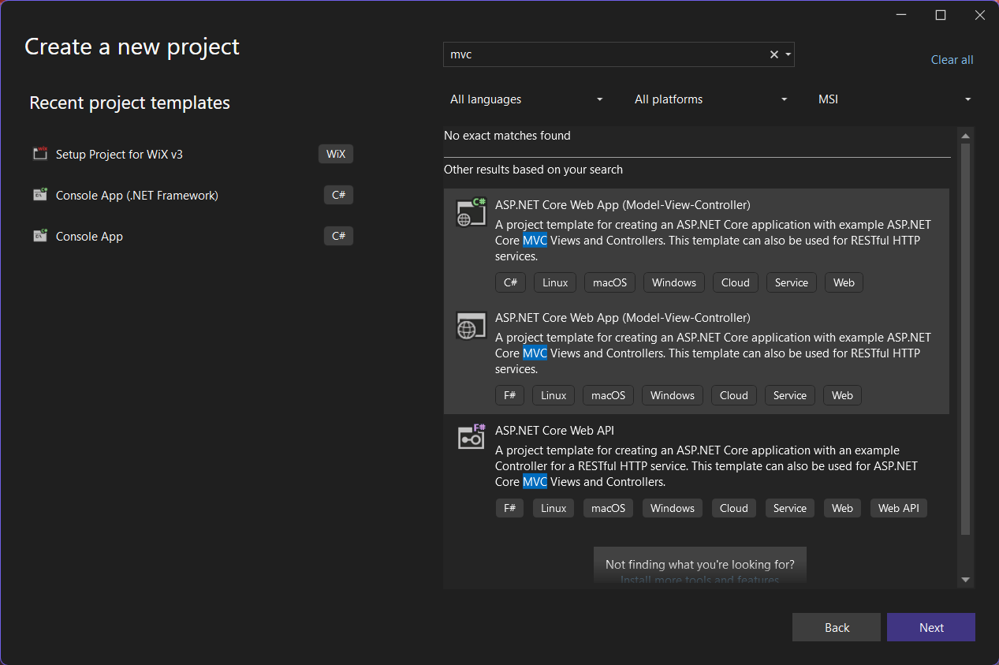 Create a new project
mvc
Clear all
Recent project templates
All languages
All platforms
MSI
Setup Project for WiX v3
WiX
Console App (.NET Framework)
C#
Console App
C#
No exact matches found
Other results based on your search
ASP.NET Core Web App (Model-View-Controller)
A project template for creating an ASP.NET Core application with example ASP.NET
Core MVC Views and Controllers. This template can also be used for RESTful HTTP
services.
C# Linux macOS Windows Cloud Service Web
ASP.NET Core Web App (Model-View-Controller)
A project template for creating an ASP.NET Core application with example ASP.NET
Core MVC Views and Controllers. This template can also be used for RESTful HTTP
services.
F# Linux macOS Windows Cloud Service Web
ASP.NET Core Web API
A project template for creating an ASP.NET Core application with an example
Controller for a RESTful HTTP service. This template can also be used for ASP.NET
Core MVC Views and Controllers.
F# Linux macOS Windows Cloud Service Web Web API
Not finding what you're looking for?
Install more tools and features
Back
Next